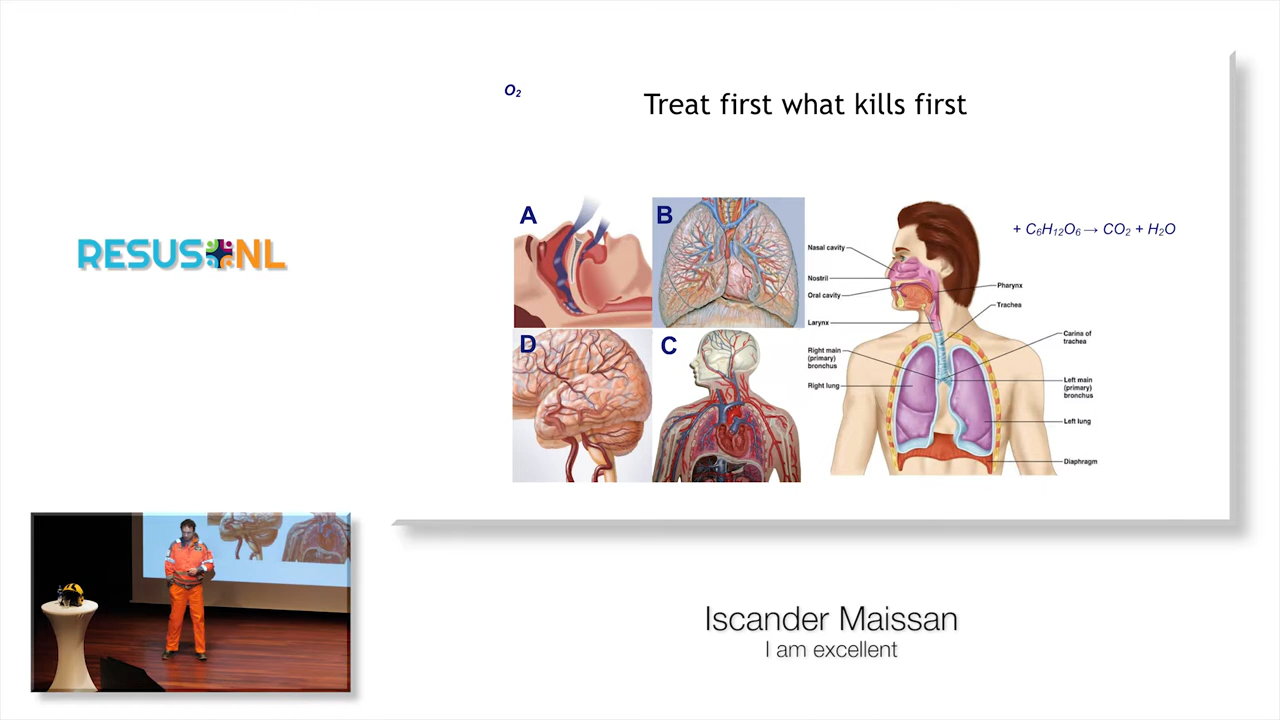 O₂
Treat first what kills first
RESUS NL
A
B
D
C
Nasal cavity
Nostril
Oral cavity
Larynx
Right main
(primary)
bronchus
Right lung
Pharynx
Trachea
Carina of
trachea
Left main
(primary)
bronchus
Left lung
Diaphragm
+ C₆H₁₂O₆ → CO₂ + H₂O
Iscander Maissan
I am excellent